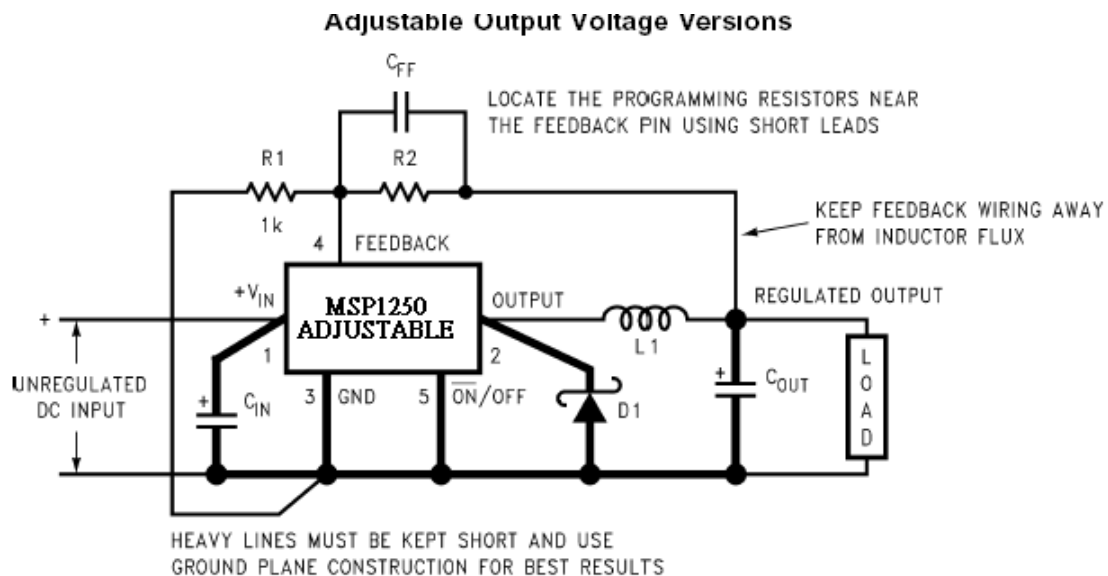 Adjustable Output Voltage Versions
CFF
LOCATE THE PROGRAMMING RESISTORS NEAR
THE FEEDBACK PIN USING SHORT LEADS
R1
R2
1k
KEEP FEEDBACK WIRING AWAY
FROM INDUCTOR FLUX
4
FEEDBACK
+VIN
MSP1250
ADJUSTABLE
OUTPUT
REGULATED OUTPUT
+
1
2
L1
UNREGULATED
DC INPUT
+
CIN
3
GND
5
ON/OFF
D1
+
COUT
LOAD
HEAVY LINES MUST BE KEPT SHORT AND USE
GROUND PLANE CONSTRUCTION FOR BEST RESULTS